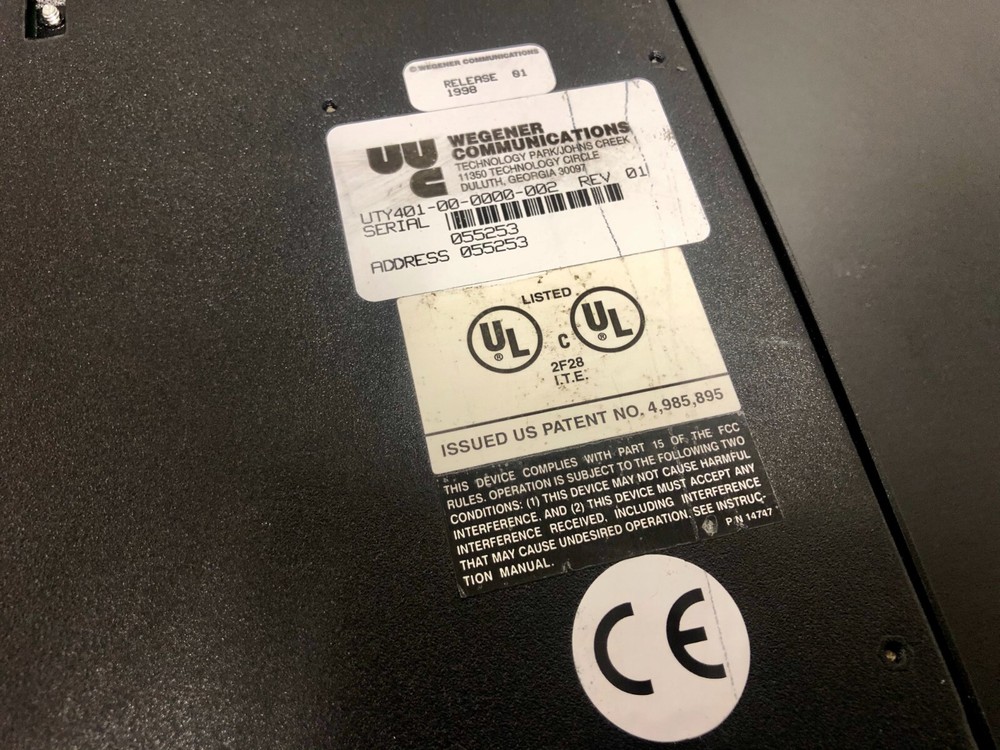 © WEGENER COMMUNICATIONS
RELEASE 01
1998
WEGENER
COMMUNICATIONS
TECHNOLOGY PARK/JOHNS CREEK
11350 TECHNOLOGY CIRCLE
DULUTH, GEORGIA 30097
UTY401-00-0000-002 REV 01
SERIAL
055253
ADDRESS 055253
LISTED
UL® C UL®
2F28
I.T.E.
ISSUED US PATENT NO. 4,985,895
THIS DEVICE COMPLIES WITH PART 15 OF THE FCC
RULES. OPERATION IS SUBJECT TO THE FOLLOWING TWO
CONDITIONS: (1) THIS DEVICE MAY NOT CAUSE HARMFUL
INTERFERENCE. AND (2) THIS DEVICE MUST ACCEPT ANY
INTERFERENCE RECEIVED, INCLUDING INTERFERENCE
THAT MAY CAUSE UNDESIRED OPERATION. SEE INSTRUC-
TION MANUAL. P/N 14747
CE